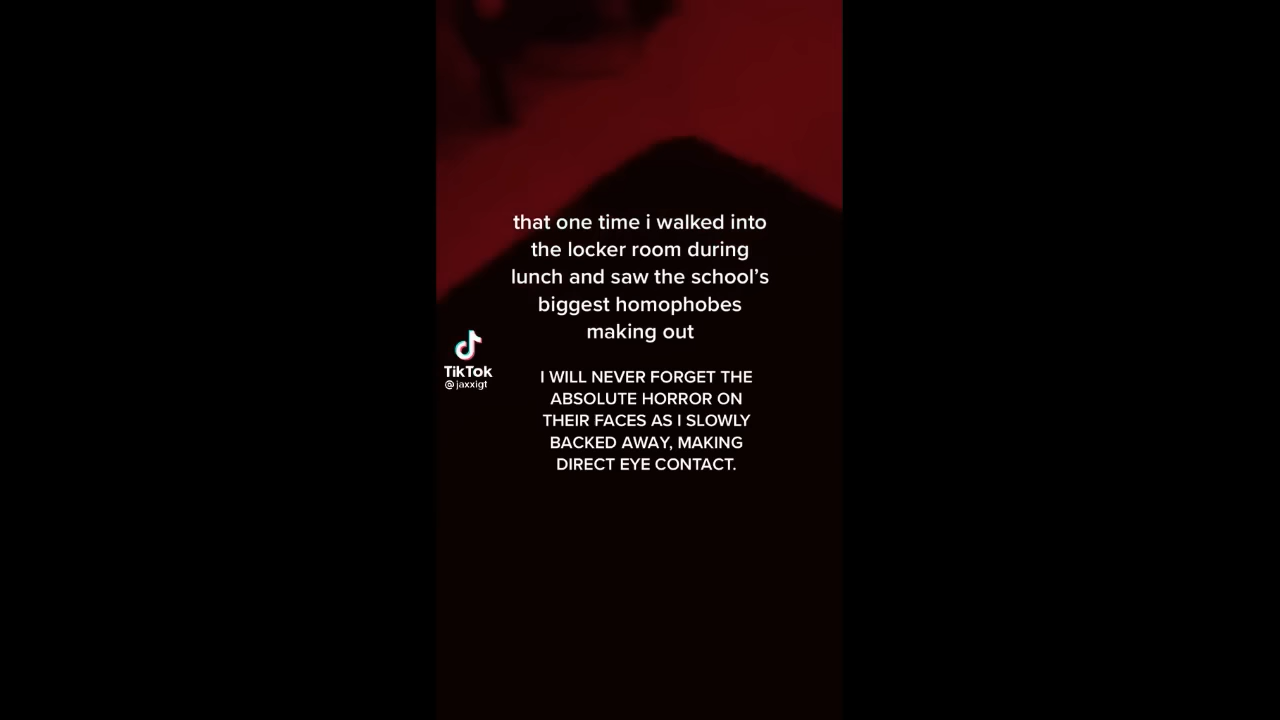 that one time i walked into
the locker room during
lunch and saw the school’s
biggest homophobes
making out
I WILL NEVER FORGET THE
ABSOLUTE HORROR ON
THEIR FACES AS I SLOWLY
BACKED AWAY, MAKING
DIRECT EYE CONTACT.
TikTok
@jaxxigt